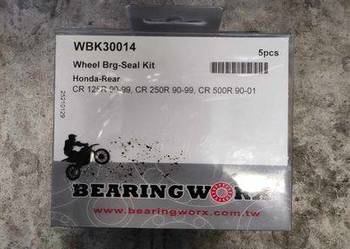 WBK30014
5pcs
Wheel Brg-Seal Kit
Honda-Rear
CR 125R 90-99, CR 250R 90-99, CR 500R 90-01
2521029
BEARINGWORX
www.bearingworx.com.tw